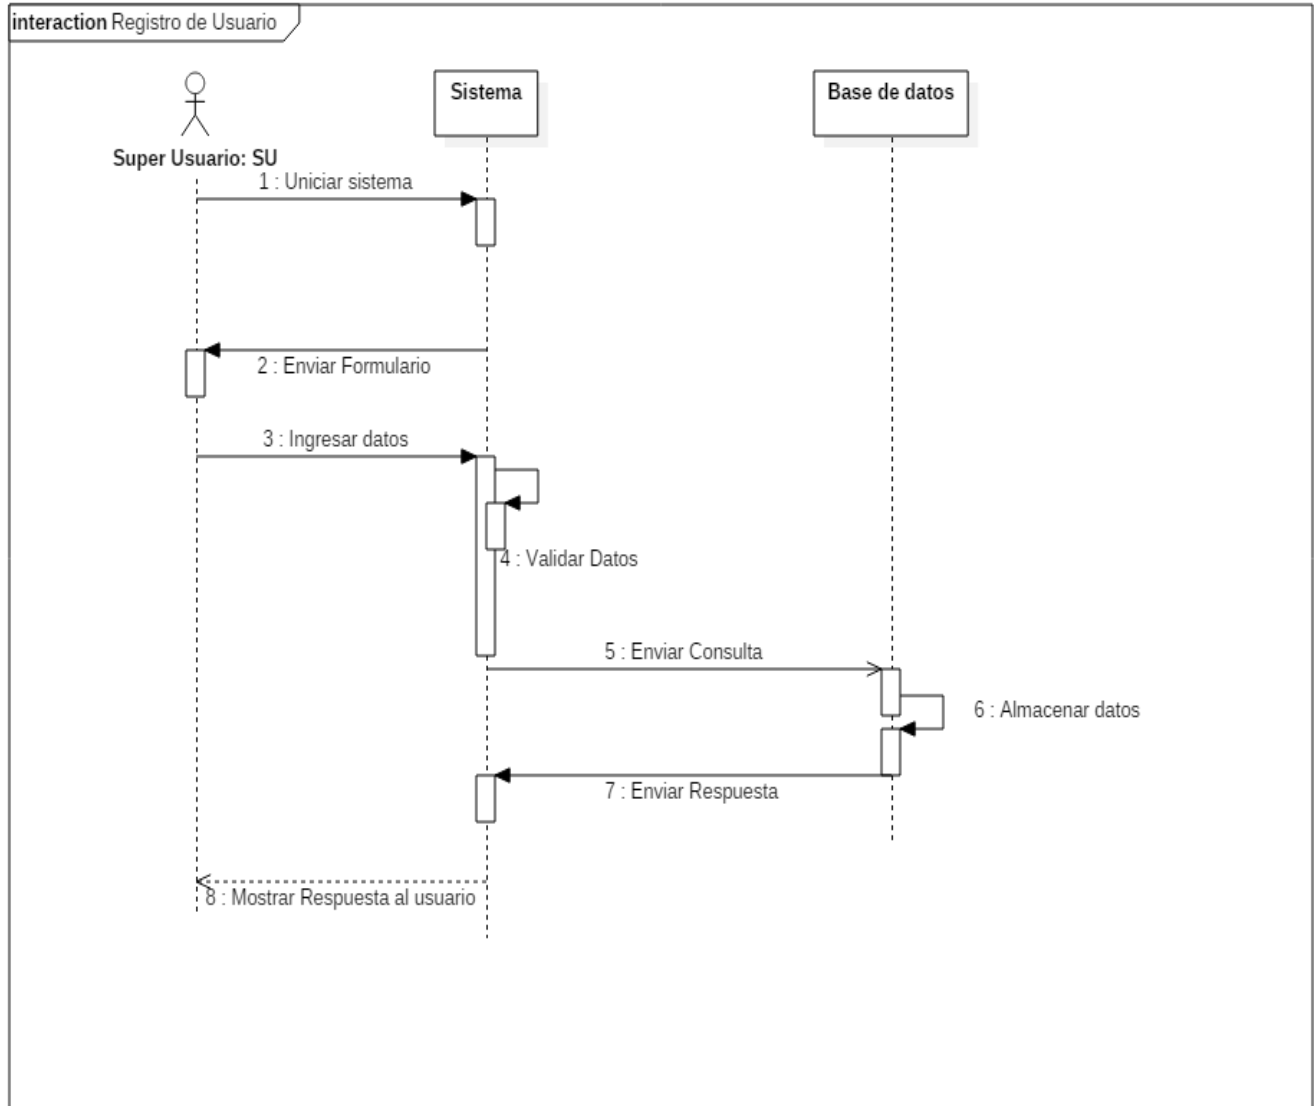 interaction Registro de Usuario
Sistema
Base de datos
Super Usuario: SU
1 : Uniciar sistema
2 : Enviar Formulario
3 : Ingresar datos
4 : Validar Datos
5 : Enviar Consulta
6 : Almacenar datos
7 : Enviar Respuesta
8 : Mostrar Respuesta al usuario